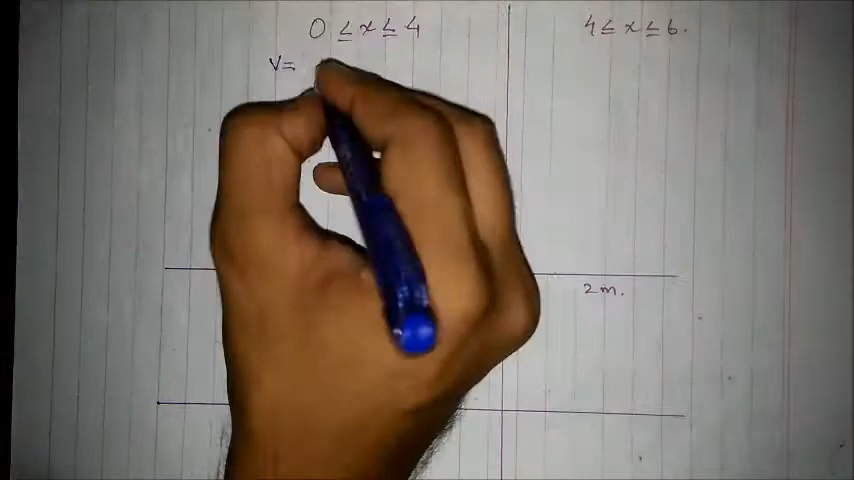 0 ≤ x ≤ 4
4 ≤ x ≤ 6.
V=
2m.